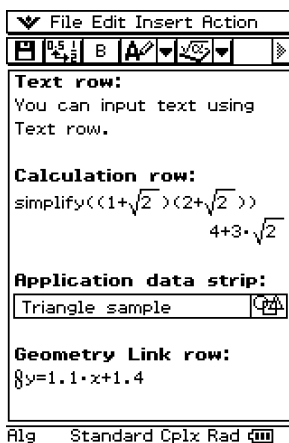 File Edit Insert Action
B
Text row:
You can input text using
Text row.
Calculation row:
simplify((1+√2)(2+√2))
4+3·√2
Application data strip:
Triangle sample
Geometry Link row:
y=1.1·x+1.4
Alg Standard Cplx Rad